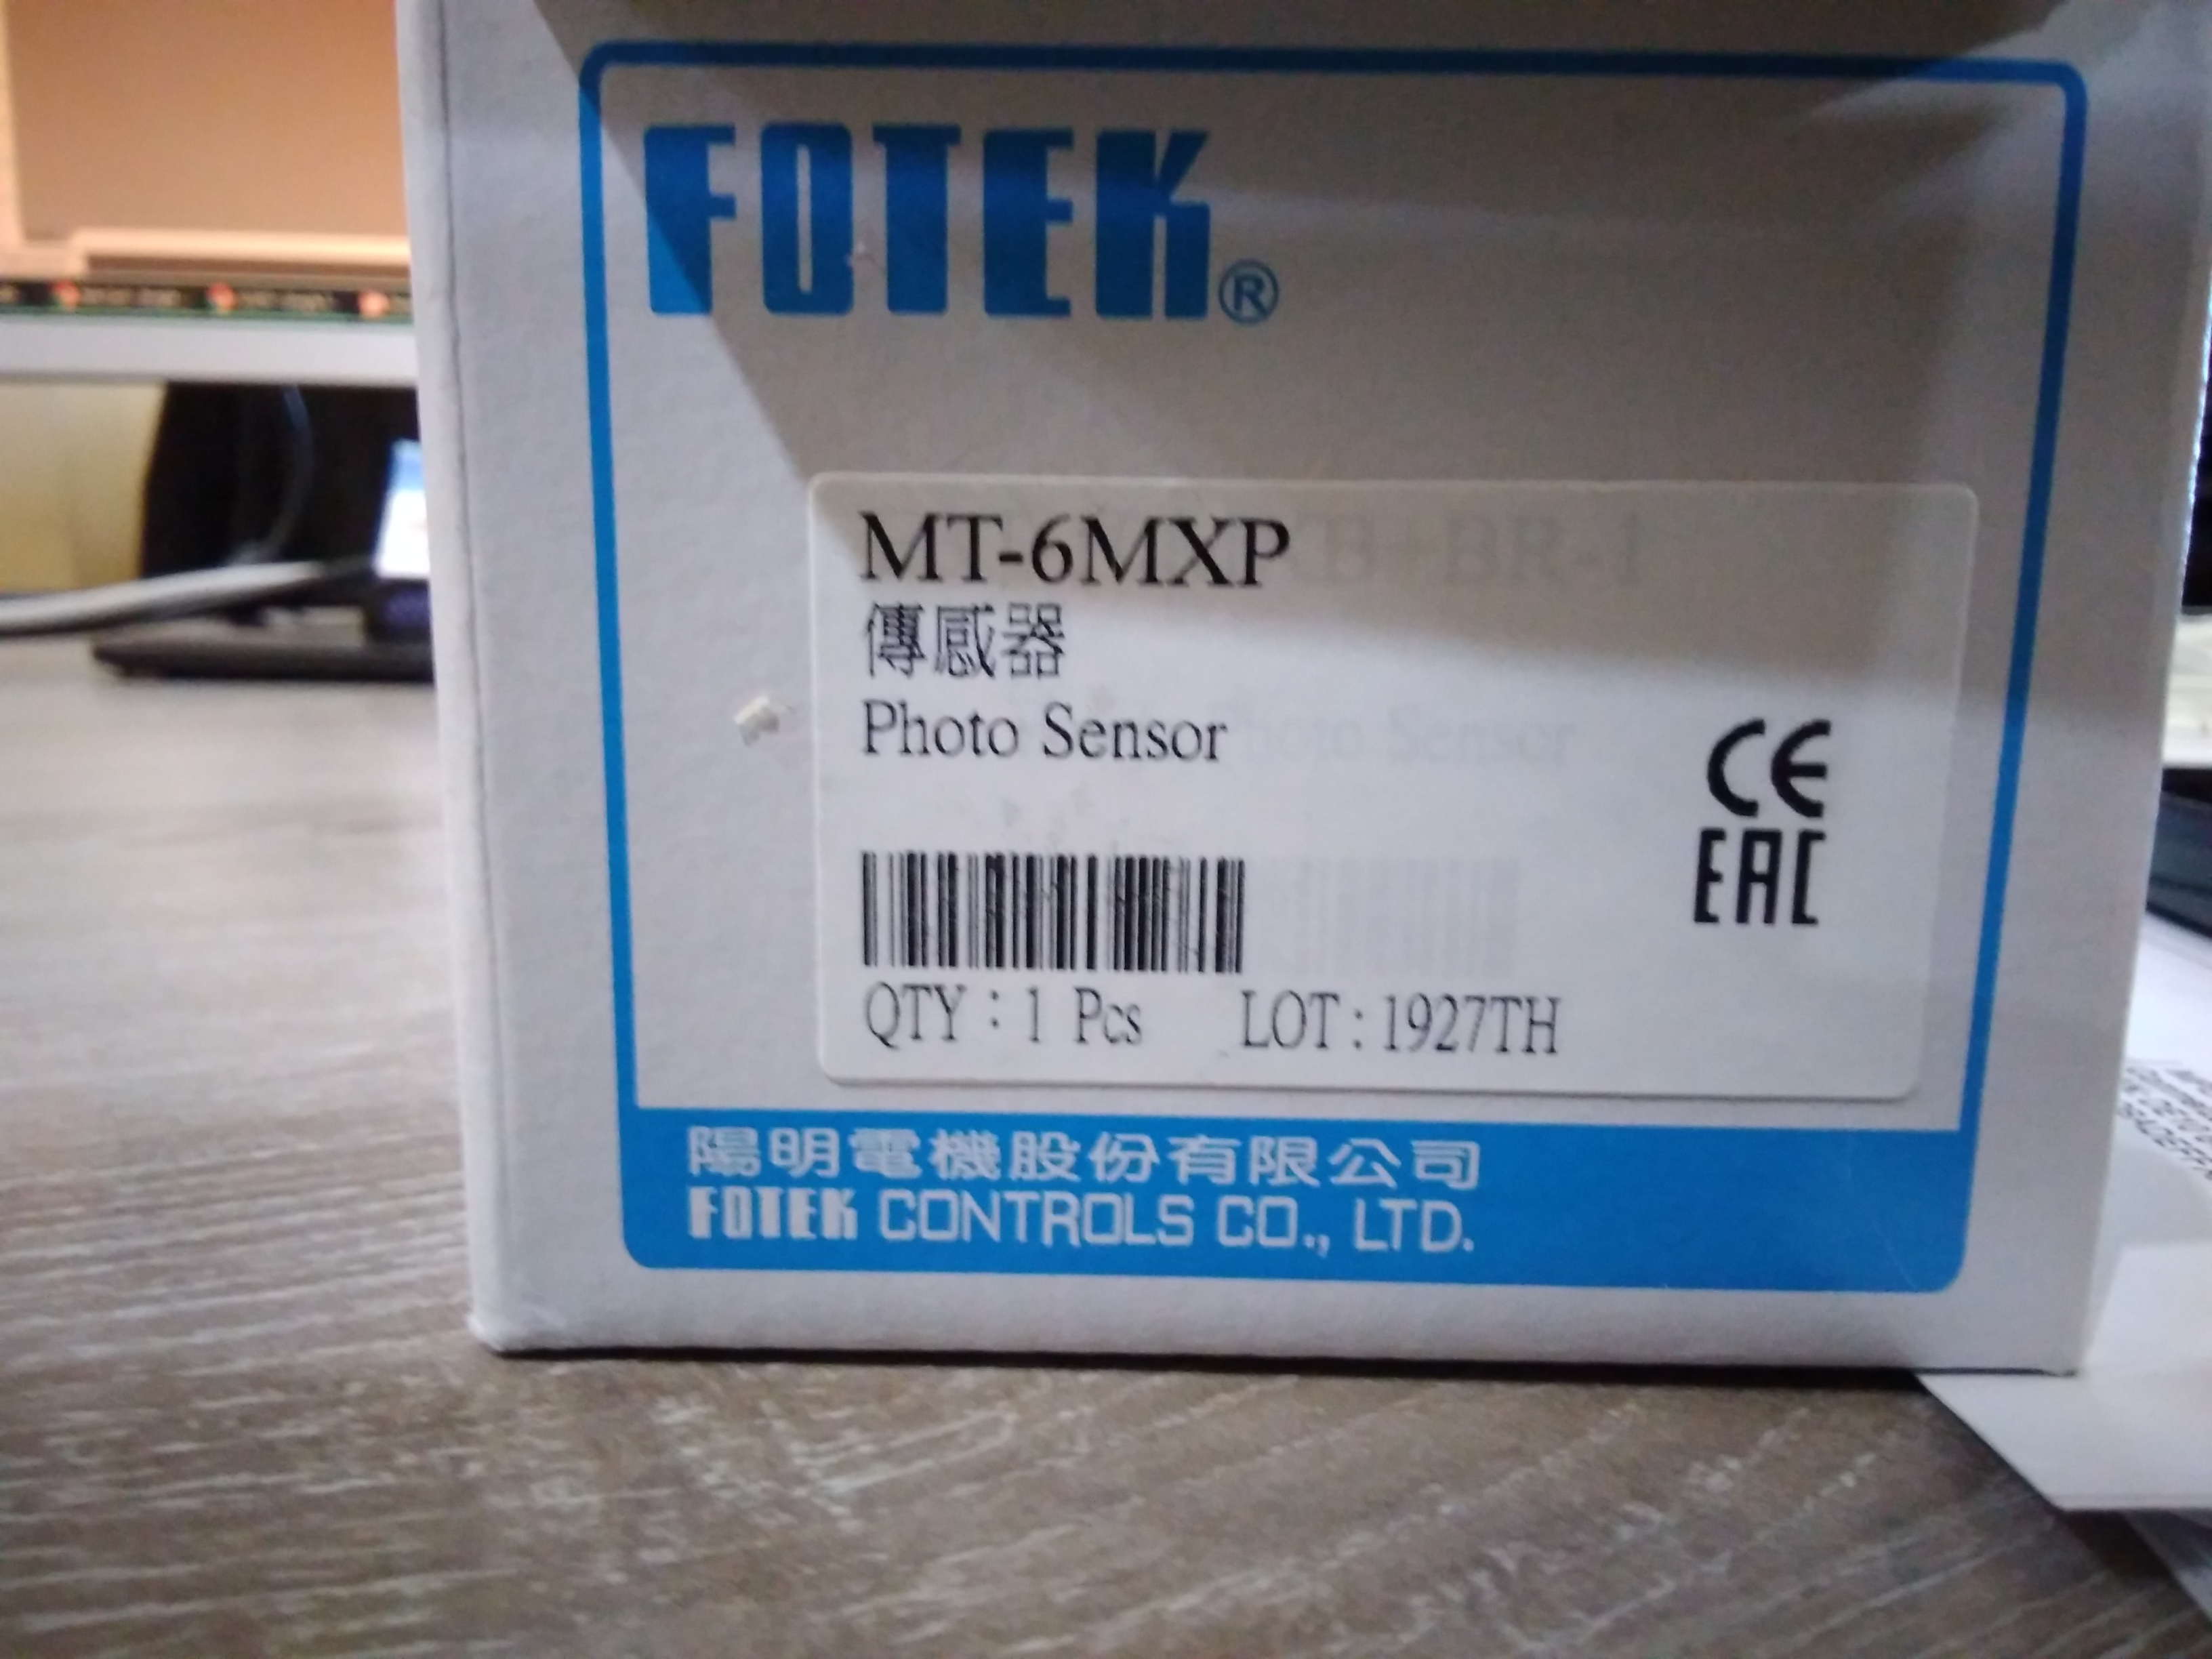 FOTEK®
MT-6MXP
傳感器
Photo Sensor
CE
EAC
QTY：1 Pcs LOT : 1927TH
陽明電機股份有限公司
FOTEK CONTROLS CO., LTD.